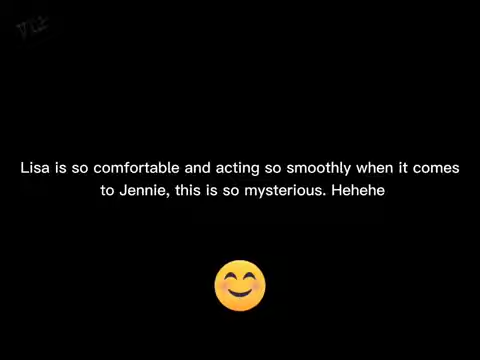 Lisa is so comfortable and acting so smoothly when it comes
to Jennie, this is so mysterious. Hehehe